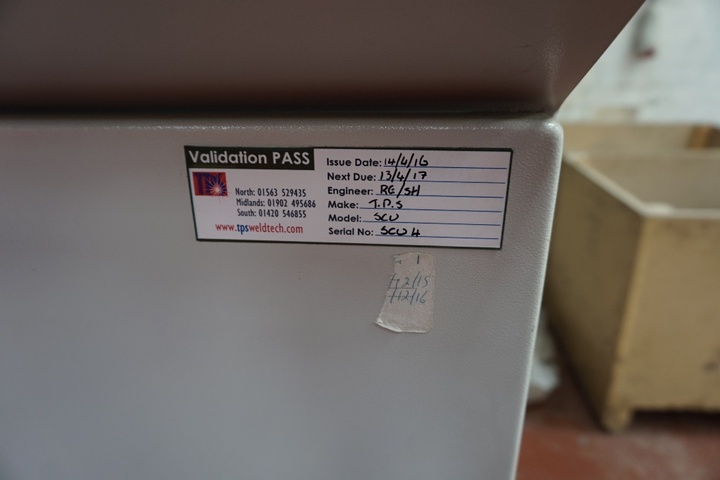 Validation PASS
TPS
North: 01563 529435
Midlands: 01902 495686
South: 01420 546855
www.tpsweldtech.com
Issue Date: 14/4/16
Next Due: 13/4/17
Engineer: RG/SH
Make: T.P.S
Model: SCU
Serial No: SCU 4